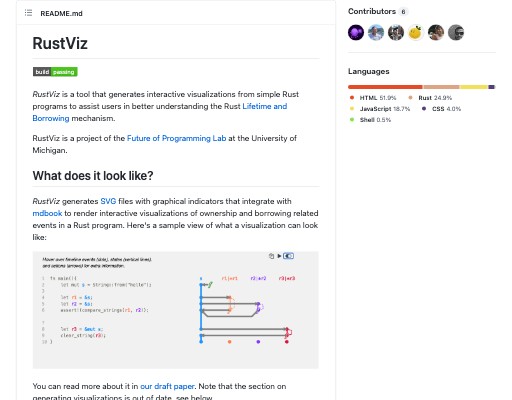 README.md
RustViz
build passing
RustViz is a tool that generates interactive visualizations from simple Rust
programs to assist users in better understanding the Rust Lifetime and
Borrowing mechanism.
RustViz is a project of the Future of Programming Lab at the University of
Michigan.
What does it look like?
RustViz generates SVG files with graphical indicators that integrate with
mdbook to render interactive visualizations of ownership and borrowing related
events in a Rust program. Here's a sample view of what a visualization can look
like:
Hover over timeline events (dots), states (vertical lines),
and actions (arrows) for extra information.
s r1|*r1 r2|*r2 r3|*r3
1 fn main(){
2 let mut s = String::from("hello");
3
4 let r1 = &s;
5 let r2 = &s;
6 assert!(compare_strings(r1, r2));
7
8 let r3 = &mut s;
9 clear_string(r3);
10 }
You can read more about it in our draft paper. Note that the section on
generating visualizations is out of date, see below.
Contributors 6
Languages
HTML 51.9% Rust 24.9%
JavaScript 18.7% CSS 4.0%
Shell 0.5%